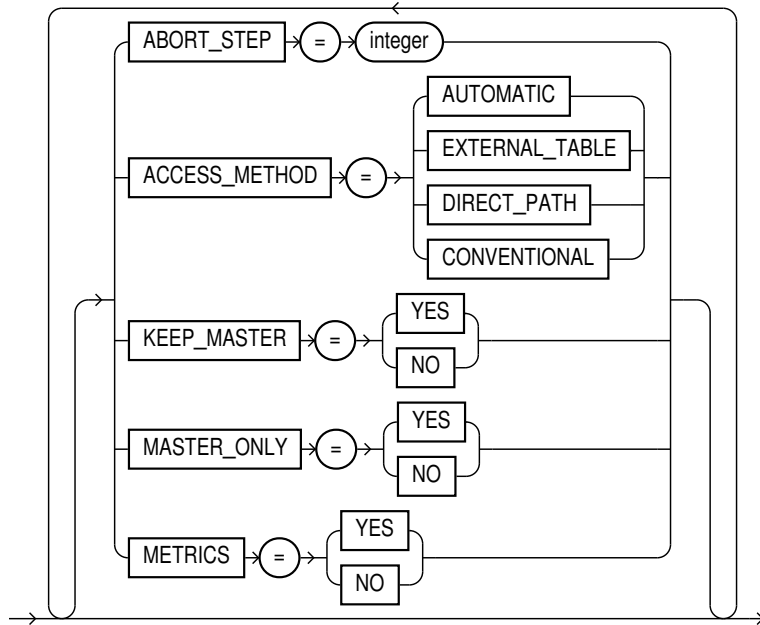 ABORT_STEP = integer
AUTOMATIC
EXTERNAL_TABLE
ACCESS_METHOD =
DIRECT_PATH
CONVENTIONAL
YES
KEEP_MASTER =
NO
YES
MASTER_ONLY =
NO
YES
METRICS =
NO